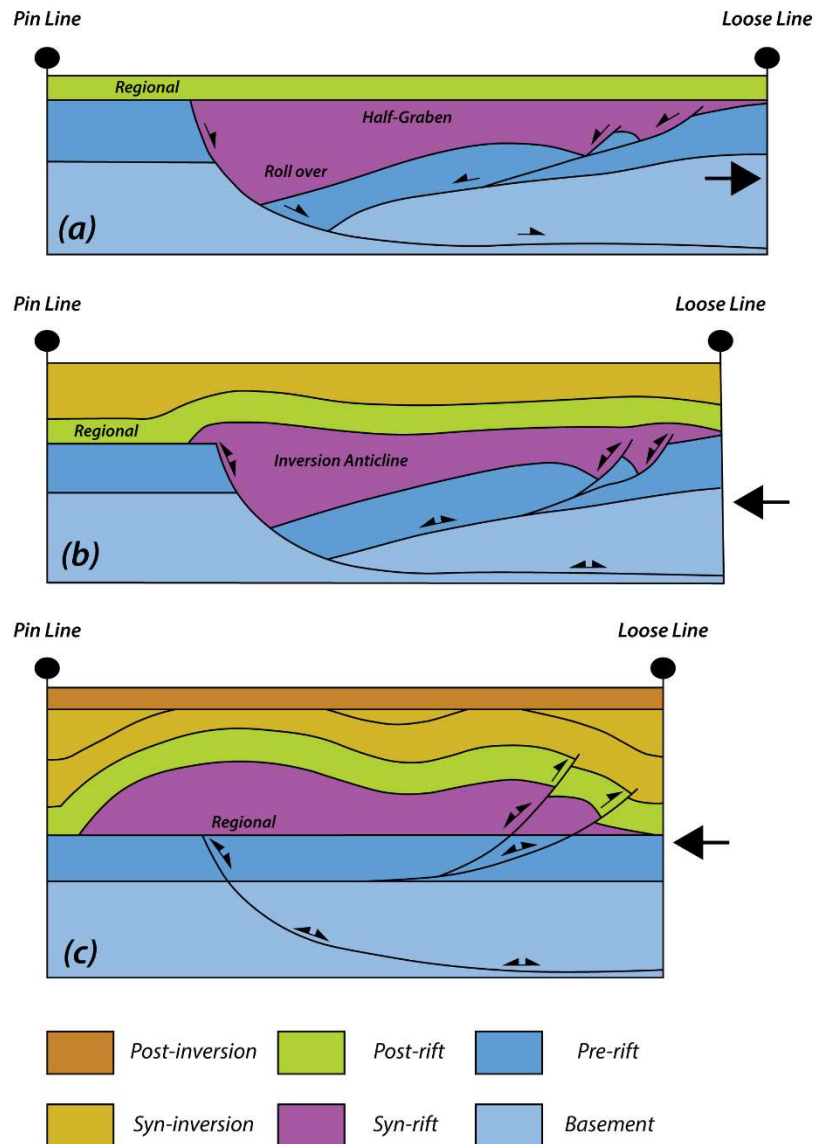 Pin Line
Loose Line
Regional
Half-Graben
Roll over
(a)
Pin Line
Loose Line
Regional
Inversion Anticline
(b)
Pin Line
Loose Line
Regional
(c)
Post-inversion
Post-rift
Pre-rift
Syn-inversion
Syn-rift
Basement